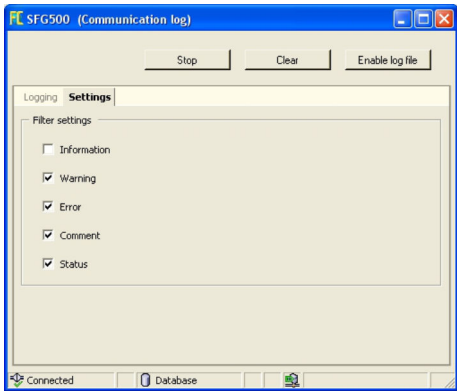 FC SFG500 (Communication log)
Stop Clear Enable log file
Logging Settings
Filter settings
Information
Warning
Error
Comment
Status
Connected Database